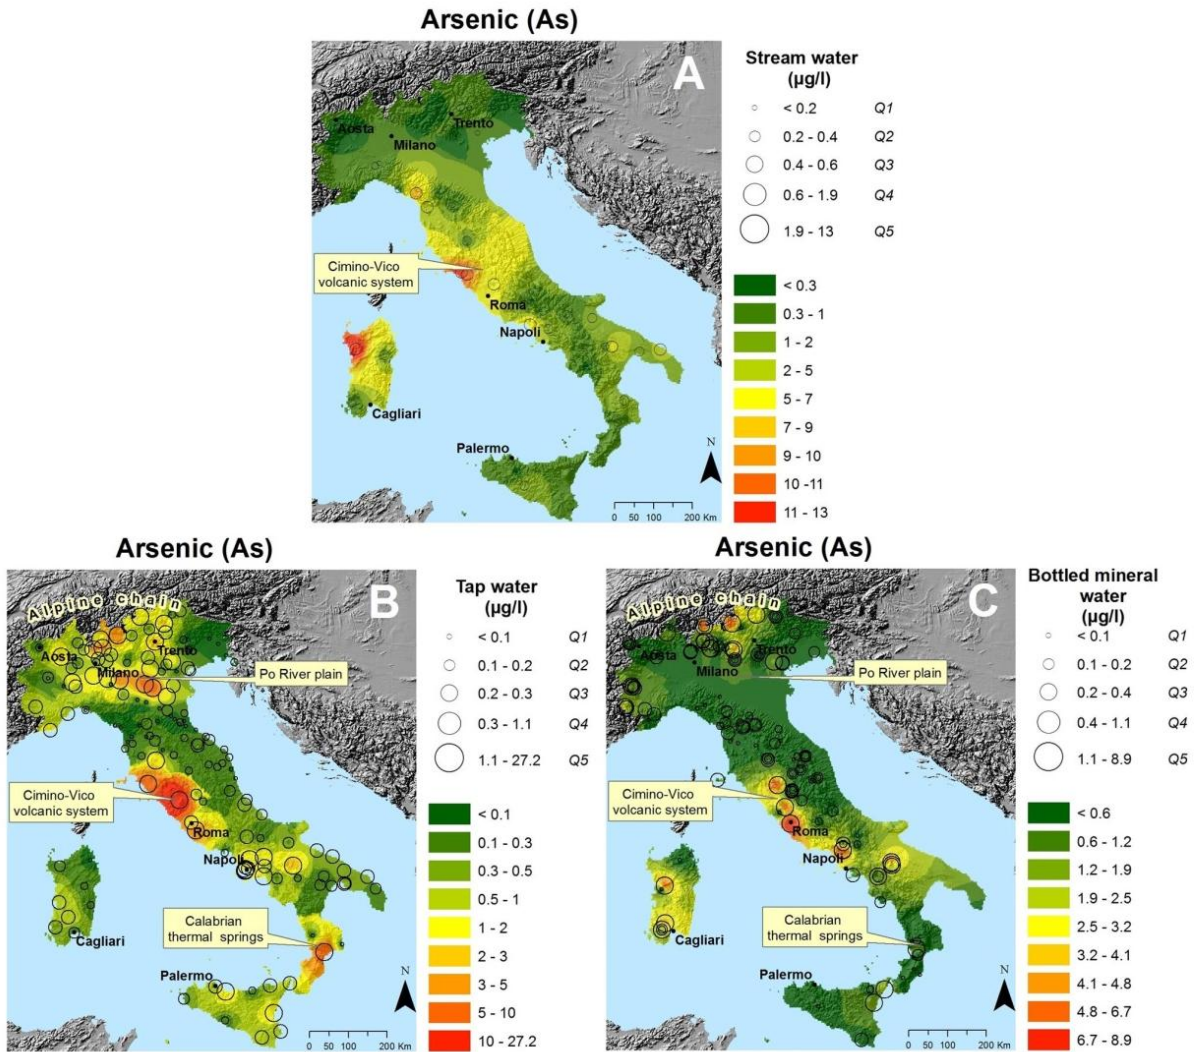 Arsenic (As)
A
Aosta
Trento
Milano
Cimino-Vico
volcanic system
Roma
Napoli
Cagliari
Palermo
N
0 50 100 200 Km
Stream water
(µg/l)
< 0.2 Q1
0.2 - 0.4 Q2
0.4 - 0.6 Q3
0.6 - 1.9 Q4
1.9 - 13 Q5
< 0.3
0.3 - 1
1 - 2
2 - 5
5 - 7
7 - 9
9 - 10
10 -11
11 - 13
Arsenic (As)
B
Alpine chain
Aosta
Trento
Milano
Po River plain
Cimino-Vico
volcanic system
Roma
Napoli
Calabrian
thermal springs
Cagliari
Palermo
N
0 50 100 200 Km
Tap water
(µg/l)
< 0.1 Q1
0.1 - 0.2 Q2
0.2 - 0.3 Q3
0.3 - 1.1 Q4
1.1 - 27.2 Q5
< 0.1
0.1 - 0.3
0.3 - 0.5
0.5 - 1
1 - 2
2 - 3
3 - 5
5 - 10
10 - 27.2
Arsenic (As)
C
Alpine chain
Aosta
Trento
Milano
Po River plain
Cimino-Vico
volcanic system
Roma
Napoli
Calabrian
thermal springs
Cagliari
Palermo
N
0 50 100 200 Km
Bottled mineral
water
(µg/l)
< 0.1 Q1
0.1 - 0.2 Q2
0.2 - 0.4 Q3
0.4 - 1.1 Q4
1.1 - 8.9 Q5
< 0.6
0.6 - 1.2
1.2 - 1.9
1.9 - 2.5
2.5 - 3.2
3.2 - 4.1
4.1 - 4.8
4.8 - 6.7
6.7 - 8.9